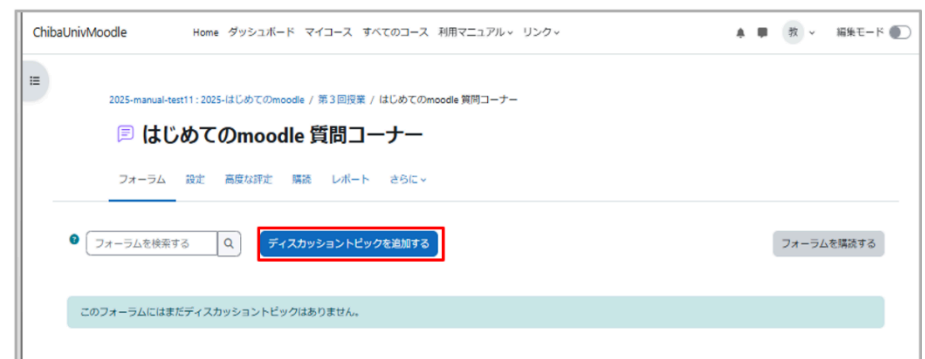 ChibaUnivMoodle Home ダッシュボード マイコース すべてのコース 利用マニュアル リンク 教 編集モード
2025-manual-test11 : 2025-はじめてのmoodle / 第3回授業 / はじめてのmoodle 質問コーナー
はじめてのmoodle 質問コーナー
フォーラム 設定 高度な評定 購読 レポート さらに
フォーラムを検索する ディスカッショントピックを追加する フォーラムを購読する
このフォーラムにはまだディスカッショントピックはありません。